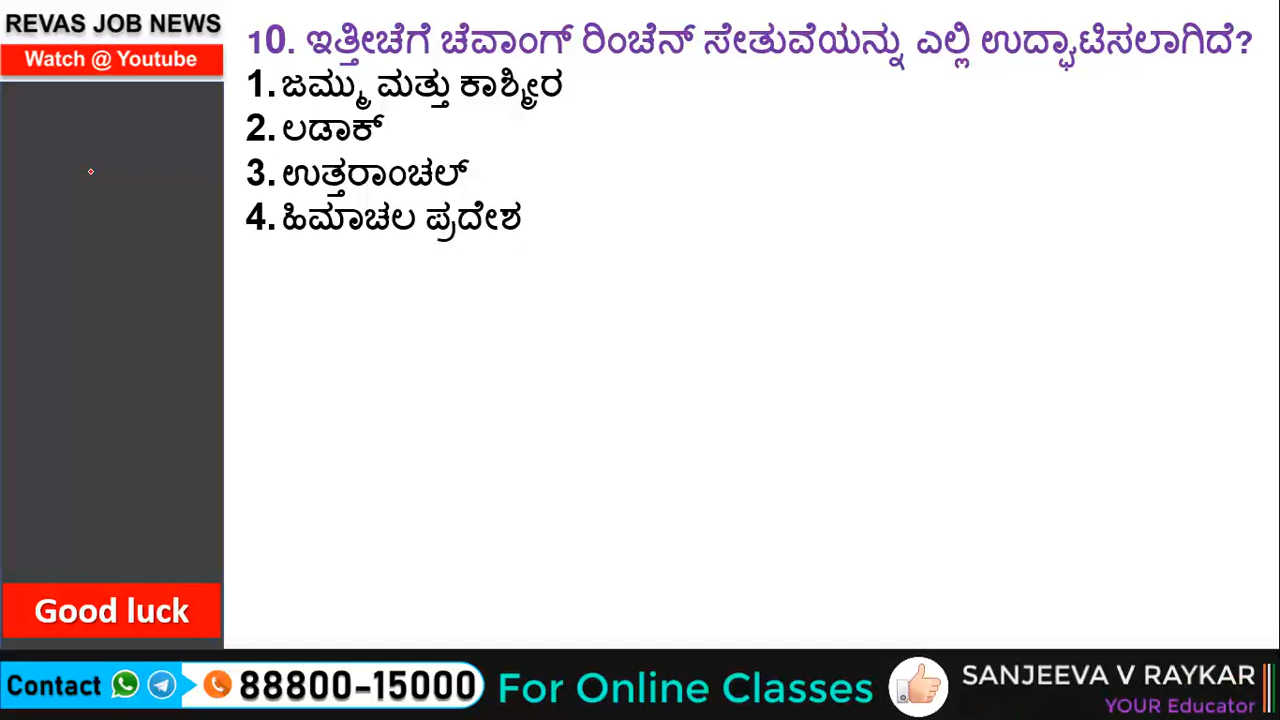 REVAS JOB NEWS
Watch @ Youtube
10. ಇತ್ತೀಚೆಗೆ ಚೆವಾಂಗ್ ರಿಂಚೆನ್ ಸೇತುವೆಯನ್ನು ಎಲ್ಲಿ ಉದ್ಘಾಟಿಸಲಾಗಿದೆ?
1. ಜಮ್ಮು ಮತ್ತು ಕಾಶ್ಮೀರ
2. ಲಡಾಕ್
3. ಉತ್ತರಾಂಚಲ್
4. ಹಿಮಾಚಲ ಪ್ರದೇಶ
Good luck
Contact 88800-15000 For Online Classes
SANJEEVA V RAYKAR
YOUR Educator